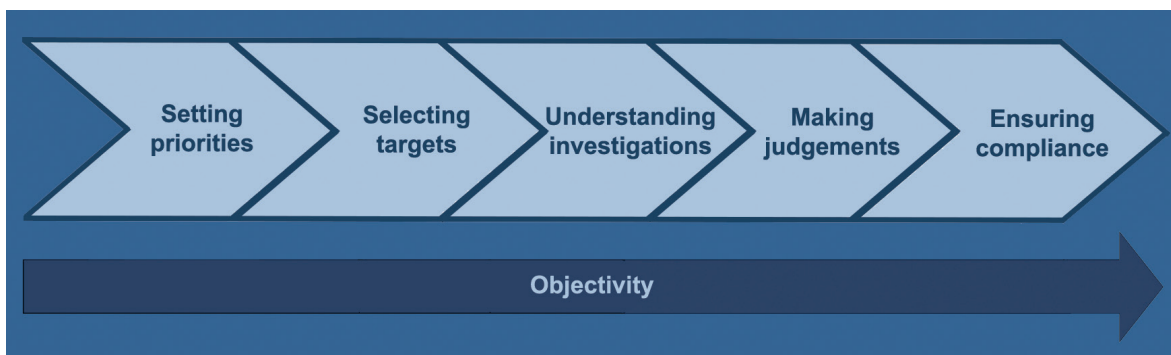 Setting
priorities
Selecting
targets
Understanding
investigations
Making
judgements
Ensuring
compliance
Objectivity